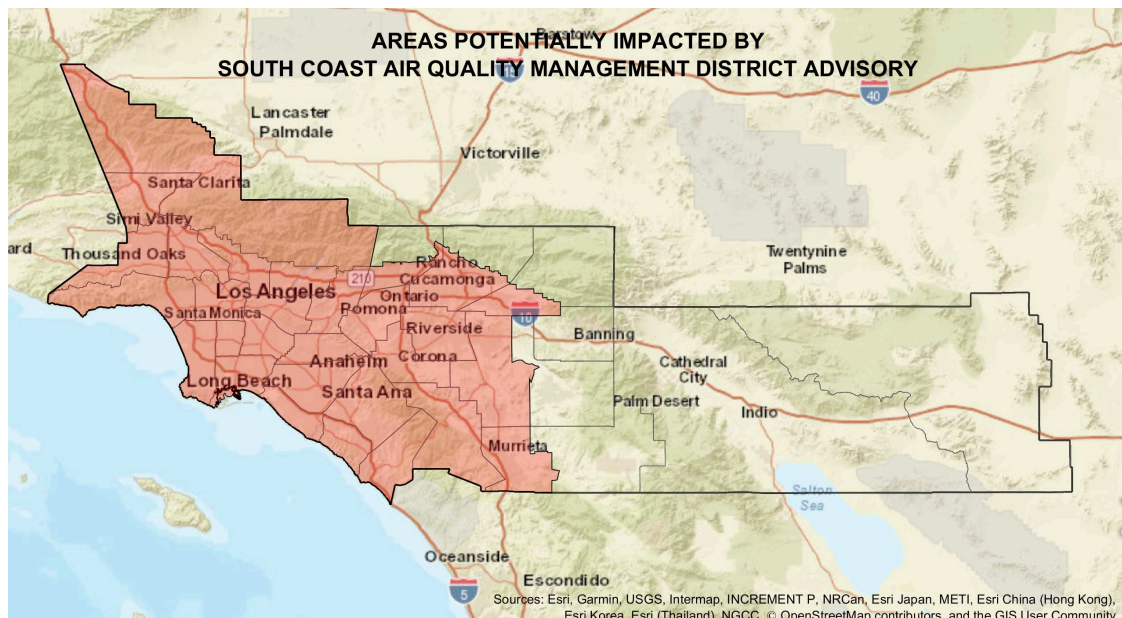 AREAS POTENTIALLY IMPACTED BY
SOUTH COAST AIR QUALITY MANAGEMENT DISTRICT ADVISORY
Barstow
15
40
Lancaster
Palmdale
Victorville
Santa Clarita
Simi Valley
ard
Thousand Oaks
Twentynine
Palms
Rancho
Cucamonga
210
Los Angeles
Ontario
Santa Monica
Pomona
10
Riverside
Banning
Anaheim
Corona
Cathedral
City
Long Beach
Santa Ana
Palm Desert
Indio
Murrieta
Salton
Sea
Oceanside
Escondido
5
Sources: Esri, Garmin, USGS, Intermap, INCREMENT P, NRCan, Esri Japan, METI, Esri China (Hong Kong),
Esri Korea, Esri (Thailand), NGCC, © OpenStreetMap contributors, and the GIS User Community